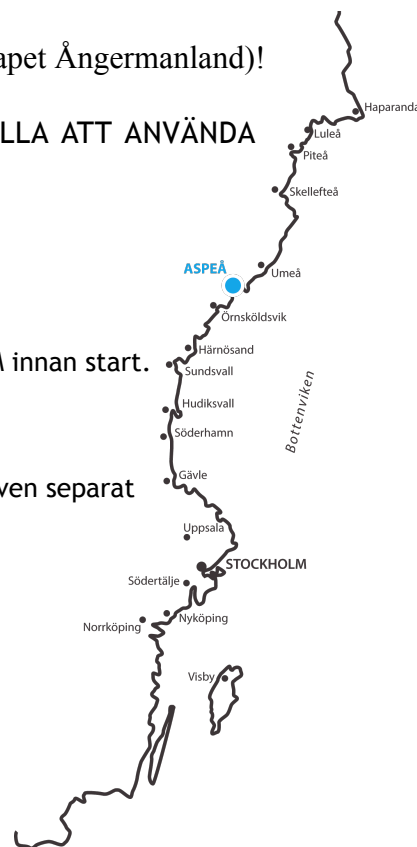 apet Ångermanland)!
Haparanda
LLA ATT ANVÄNDA
Luleå
Piteå
Skellefteå
ASPEÅ
Umeå
Örnsköldsvik
Härnösand
innan start.
Sundsvall
Bottenviken
Hudiksvall
Söderhamn
Gävle
ven separat
Uppsala
STOCKHOLM
Södertälje
Nyköping
Norrköping
Visby